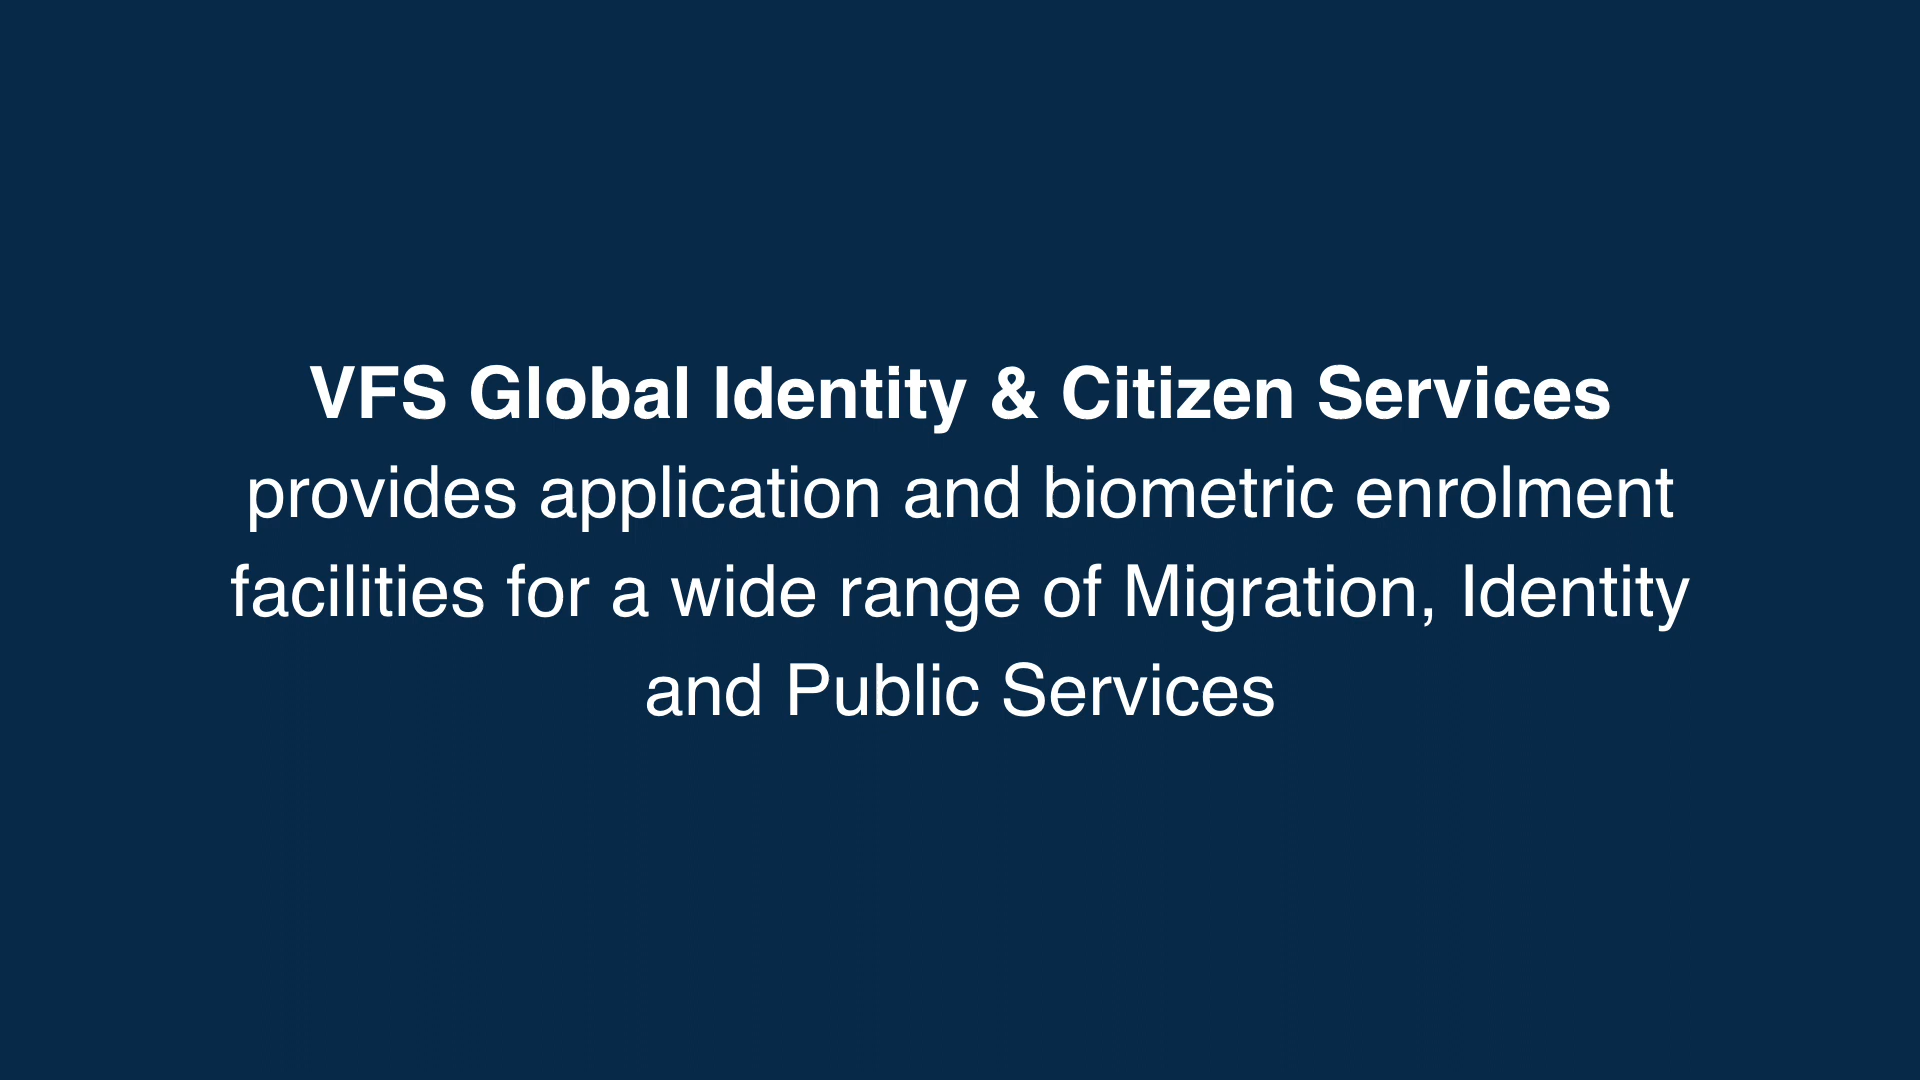 VFS Global Identity & Citizen Services
provides application and biometric enrolment
facilities for a wide range of Migration, Identity
and Public Services